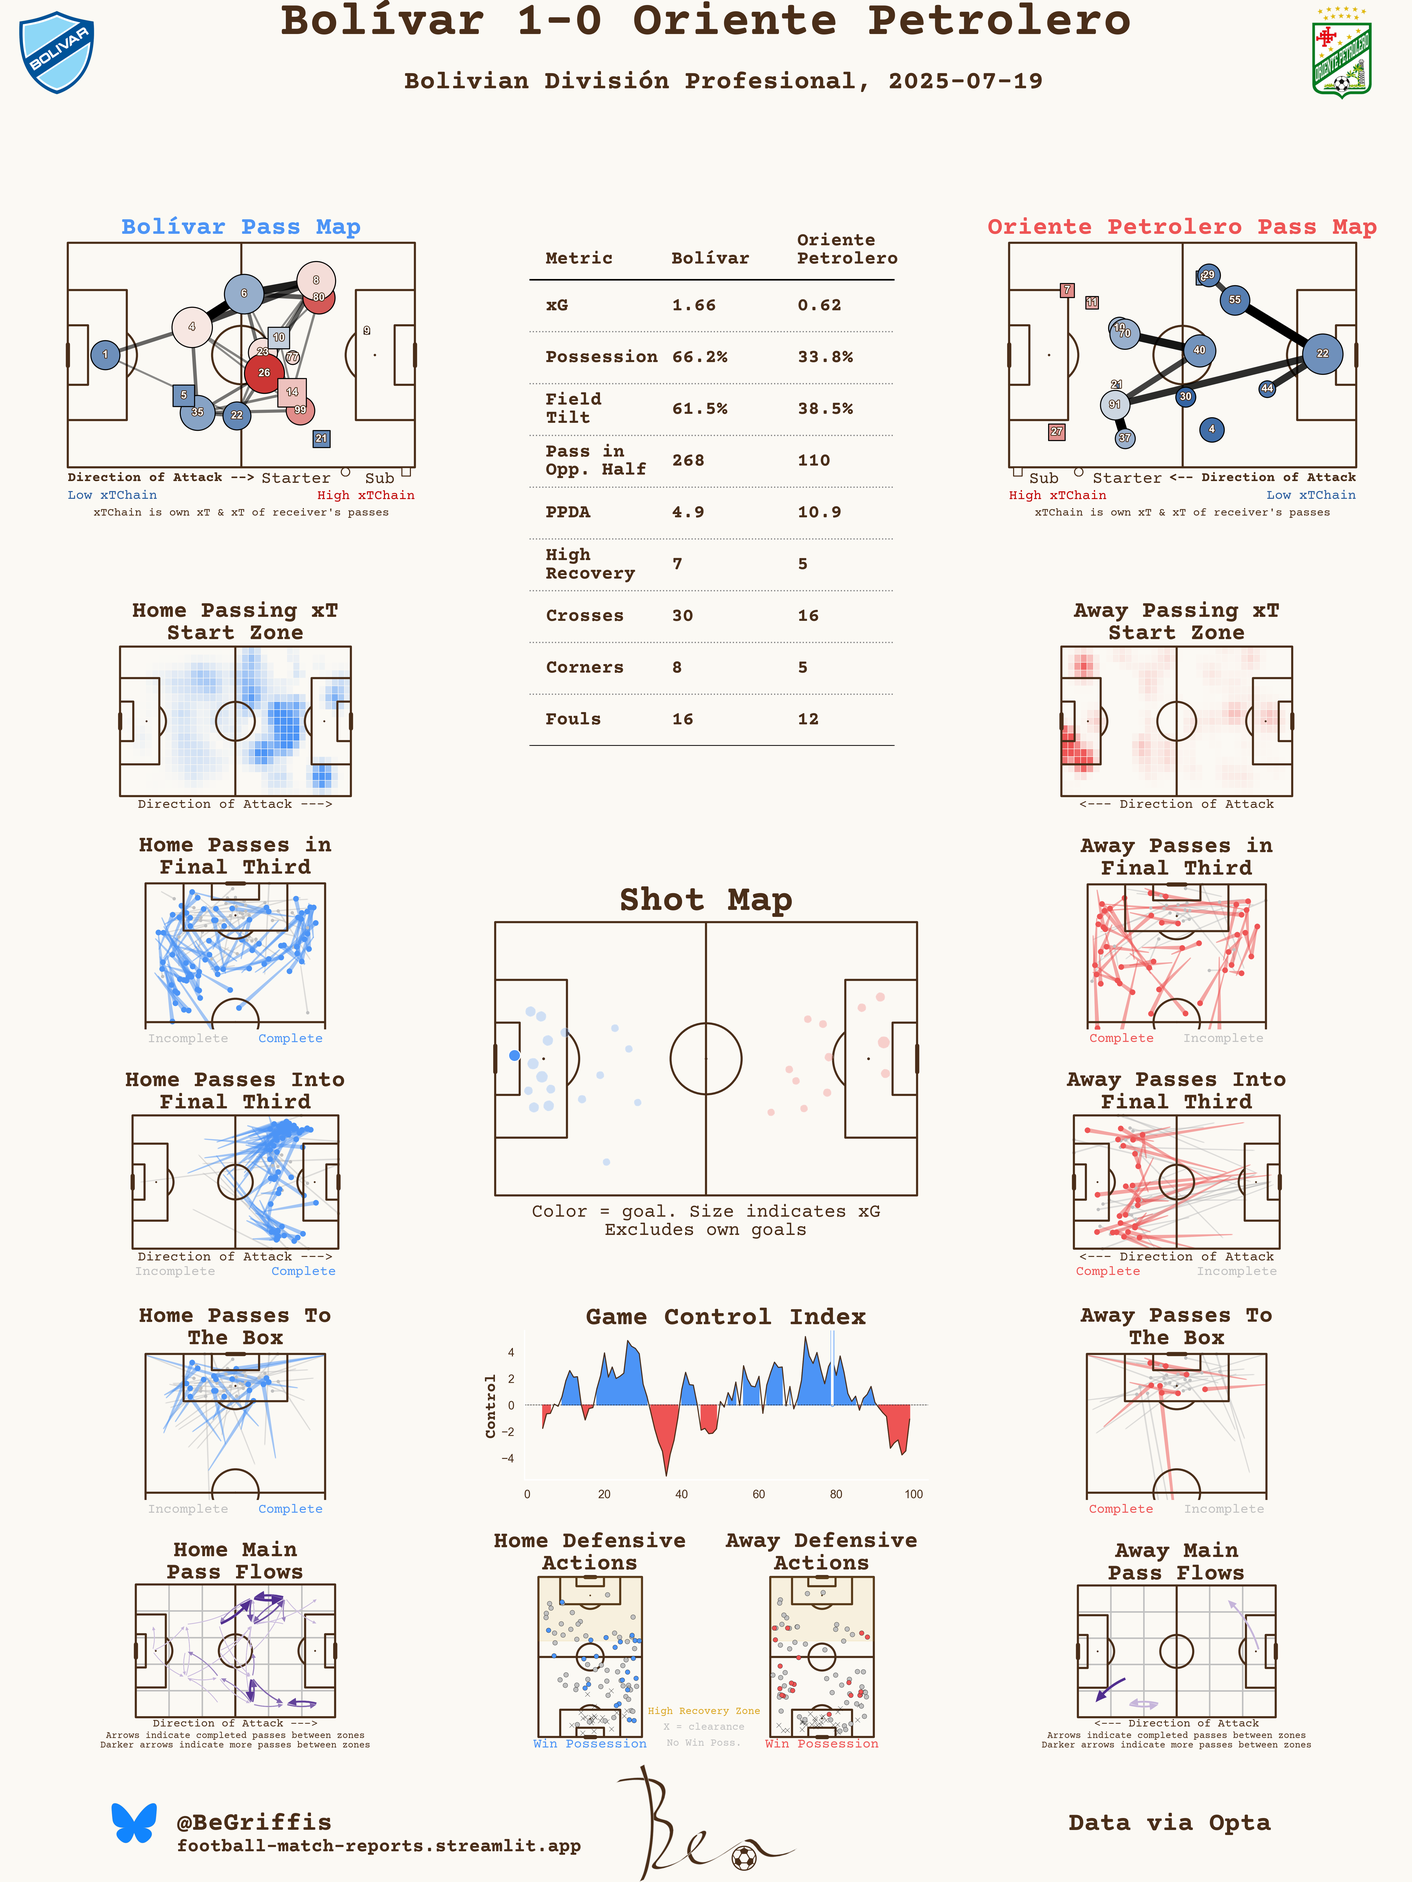 Bolívar 1-0 Oriente Petrolero
Bolivian División Profesional, 2025-07-19
BOLIVAR
ORIENTE PETROLERO
Bolívar Pass Map
8
6
80
4
10
9
1
23
77
26
5
14
35
22
99
21
Direction of Attack --> Starter Sub
Low xTChain High xTChain
xTChain is own xT & xT of receiver's passes
Metric Bolívar Oriente Petrolero
xG 1.66 0.62
Possession 66.2% 33.8%
Field Tilt 61.5% 38.5%
Pass in Opp. Half 268 110
PPDA 4.9 10.9
High Recovery 7 5
Crosses 30 16
Corners 8 5
Fouls 16 12
Oriente Petrolero Pass Map
29
7
11
55
70
40
22
21
44
91
30
27
37
4
Sub Starter <-- Direction of Attack
High xTChain Low xTChain
xTChain is own xT & xT of receiver's passes
Home Passing xT
Start Zone
Direction of Attack --->
Away Passing xT
Start Zone
<--- Direction of Attack
Home Passes in
Final Third
Incomplete Complete
Away Passes in
Final Third
Complete Incomplete
Shot Map
Color = goal. Size indicates xG
Excludes own goals
Home Passes Into
Final Third
Direction of Attack --->
Incomplete Complete
Away Passes Into
Final Third
<--- Direction of Attack
Complete Incomplete
Home Passes To
The Box
Incomplete Complete
Game Control Index
Control
4
2
0
−2
−4
0 20 40 60 80 100
Away Passes To
The Box
Complete Incomplete
Home Main
Pass Flows
Direction of Attack --->
Arrows indicate completed passes between zones
Darker arrows indicate more passes between zones
Home Defensive
Actions
Win Possession
Away Defensive
Actions
Win Possession
High Recovery Zone
X = clearance
No Win Poss.
Away Main
Pass Flows
<--- Direction of Attack
Arrows indicate completed passes between zones
Darker arrows indicate more passes between zones
@BeGriffis
football-match-reports.streamlit.app
Ben
Data via Opta